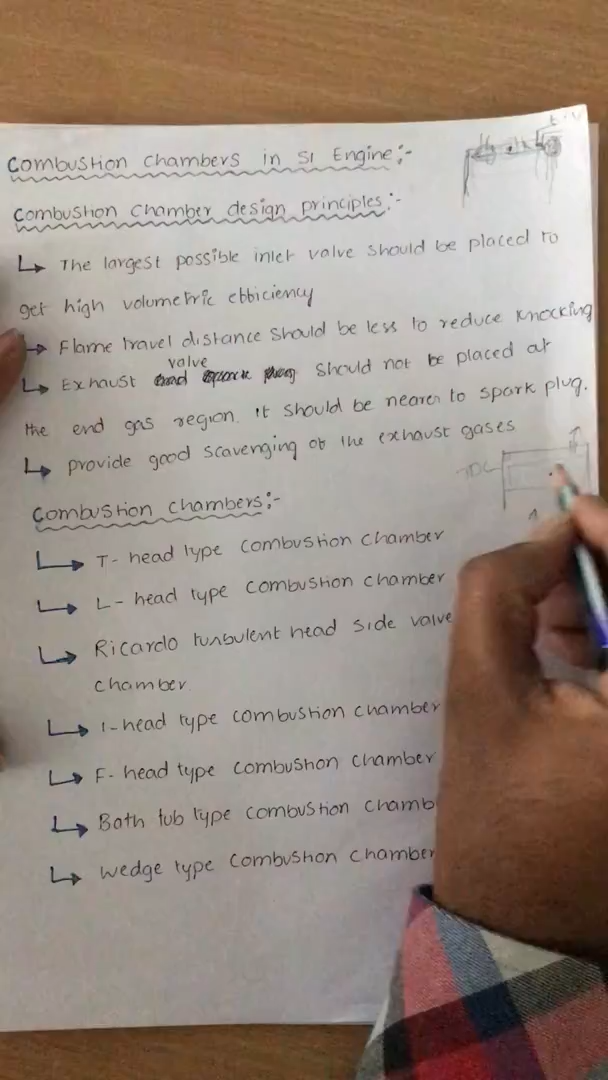 Combustion Chambers in SI Engine:-
E.V
Combustion Chamber design principles:-
↳ The largest possible inlet valve should be placed to
get high volumetric efficiency
↳ Flame travel distance should be less to reduce Knocking
valve
↳ Exhaust should not be placed at
the end gas region. it should be nearer to spark plug.
↳ provide good scavenging of the exhaust gases
TDC
Combustion chambers:-
↳ T- head type combustion chamber
↳ L- head type combustion chamber
↳ Ricardo turbulent head side valve
chamber
↳ I-head type combustion chamber
↳ F- head type combustion chamber
↳ Bath tub type combustion chamb
↳ wedge type combustion chamber